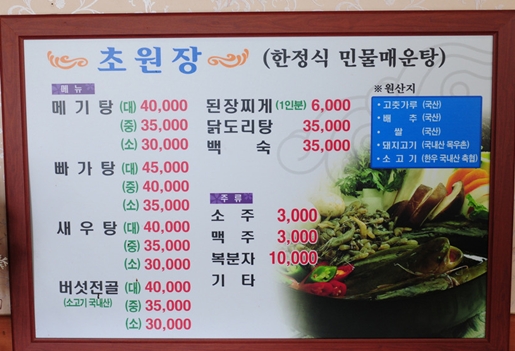 초원장 (한정식 민물매운탕)
메뉴
메기탕 (대) 40,000
(중) 35,000
(소) 30,000
빠가탕 (대) 45,000
(중) 40,000
(소) 35,000
새우탕 (대) 40,000
(중) 35,000
(소) 30,000
버섯전골 (대) 40,000
(소고기 국내산) (중) 35,000
(소) 30,000
된장찌게 (1인분) 6,000
닭도리탕 35,000
백숙 35,000
주류
소주 3,000
맥주 3,000
복분자 10,000
기타
※원산지
•고춧가루 (국산)
•배추 (국산)
•쌀 (국산)
•돼지고기 (국내산 목우촌)
•소고기 (한우 국내산 축협)